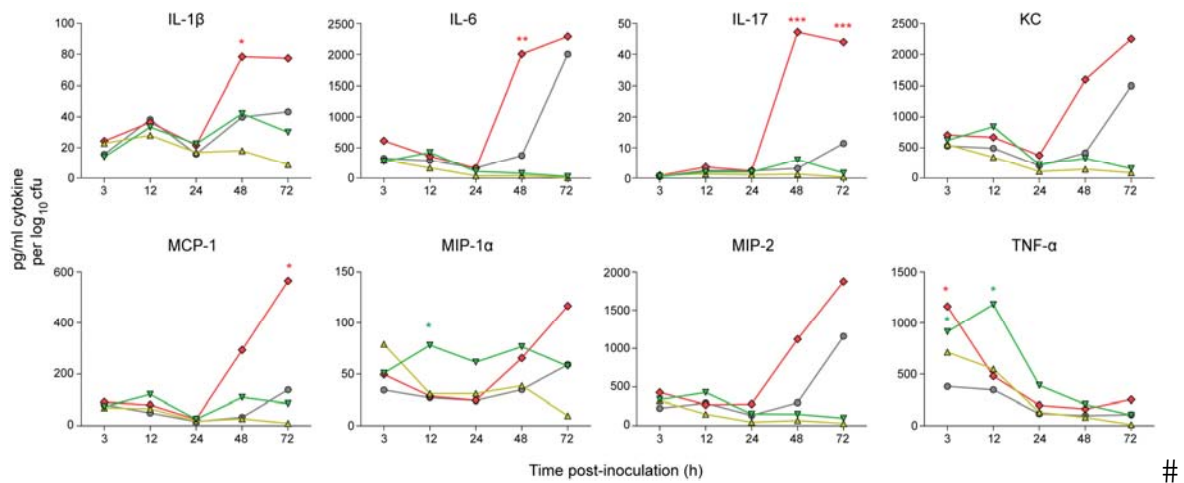 IL-1β IL-6 IL-17 KC
100 2500 50 2500
80 2000 40 2000
60 1500 30 1500
40 1000 20 1000
20 500 10 500
0 0 0 0
* ** *** ***
3 12 24 48 72 3 12 24 48 72 3 12 24 48 72 3 12 24 48 72
pg/ml cytokine
per log10 cfu
MCP-1 MIP-1α MIP-2 TNF-α
600 150 2000 1500
400 100 1500 1000
200 50 1000 500
0 0 500 0
0
* * * * *
3 12 24 48 72 3 12 24 48 72 3 12 24 48 72 3 12 24 48 72
Time post-inoculation (h)
#